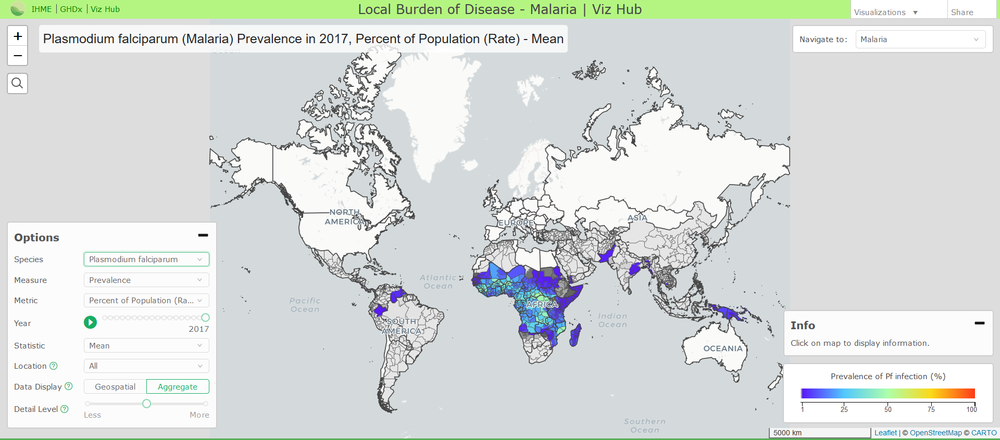 IHME | GHDx | Viz Hub
Local Burden of Disease - Malaria | Viz Hub
Visualizations ▼
Share
+
−
Plasmodium falciparum (Malaria) Prevalence in 2017, Percent of Population (Rate) - Mean
Navigate to: Malaria
Ocean
NORTH
AMERICA
EUROPE
ASIA
Atlantic
Ocean
Pacific
Ocean
AFRICA
Indian
Ocean
SOUTH
AMERICA
OCEANIA
Southern
Ocean
Options
Species Plasmodium falciparum
Measure Prevalence
Metric Percent of Population (Ra...
Year
2017
Statistic Mean
Location ? All
Data Display ? Geospatial Aggregate
Detail Level ?
Less More
Info
Click on map to display information.
Prevalence of Pf infection (%)
1 25 50 75 100
5000 km
Leaflet | © OpenStreetMap © CARTO